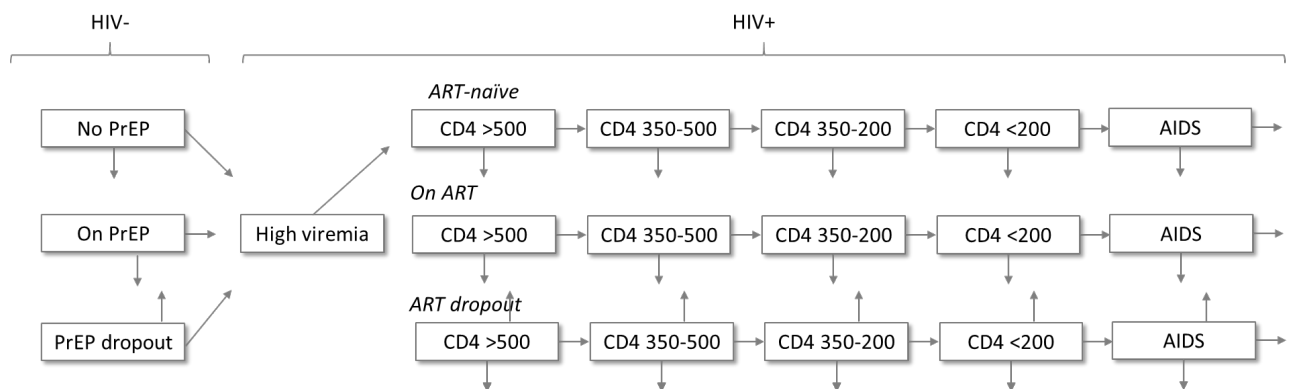 HIV-
HIV+
ART-naïve
No PrEP
CD4 >500
CD4 350-500
CD4 350-200
CD4 <200
AIDS
On ART
On PrEP
High viremia
CD4 >500
CD4 350-500
CD4 350-200
CD4 <200
AIDS
ART dropout
PrEP dropout
CD4 >500
CD4 350-500
CD4 350-200
CD4 <200
AIDS